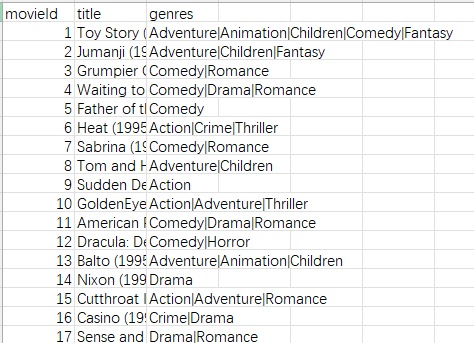 movieId title genres
1 Toy Story ( Adventure|Animation|Children|Comedy|Fantasy
2 Jumanji (19 Adventure|Children|Fantasy
3 Grumpier Comedy|Romance
4 Waiting to Comedy|Drama|Romance
5 Father of Comedy
6 Heat (1995 Action|Crime|Thriller
7 Sabrina (19 Comedy|Romance
8 Tom and Adventure|Children
9 Sudden De Action
10 GoldenEye Action|Adventure|Thriller
11 American Comedy|Drama|Romance
12 Dracula: De Comedy|Horror
13 Balto (1995 Adventure|Animation|Children
14 Nixon (199 Drama
15 Cutthroat Action|Adventure|Romance
16 Casino (19 Crime|Drama
17 Sense and Drama|Romance